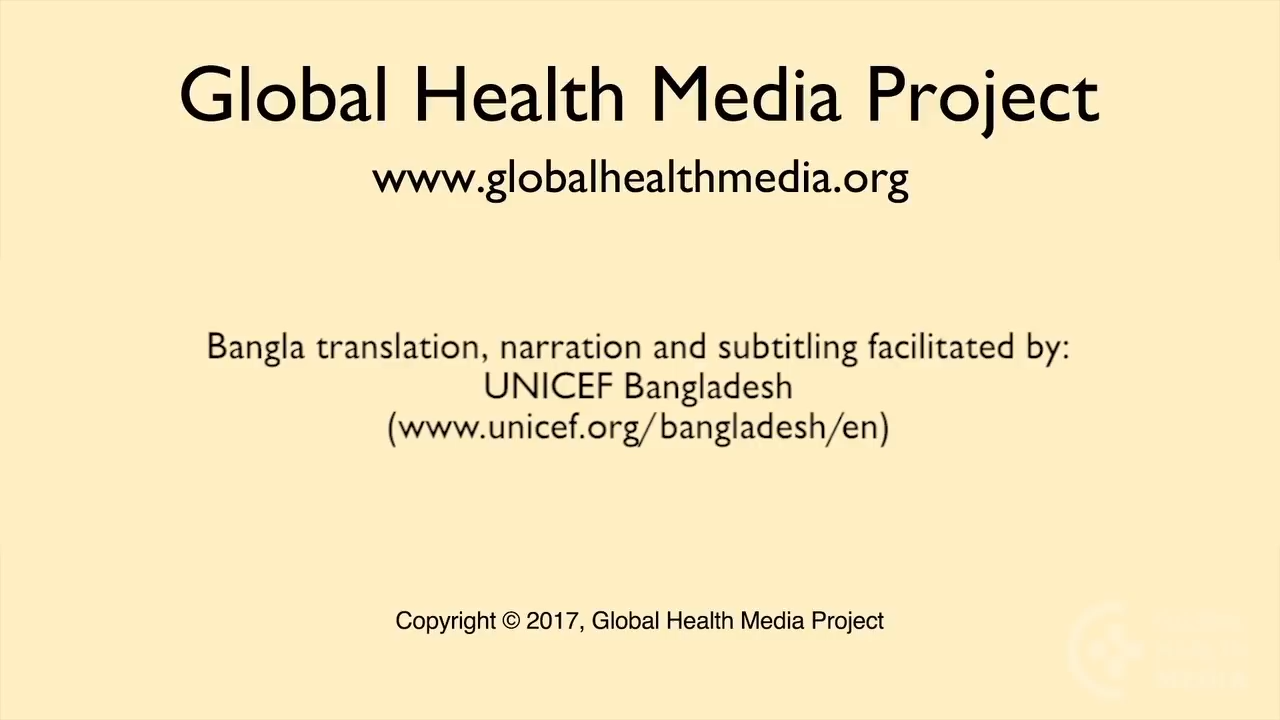 Global Health Media Project
www.globalhealthmedia.org
Bangla translation, narration and subtitling facilitated by:
UNICEF Bangladesh
(www.unicef.org/bangladesh/en)
Copyright © 2017, Global Health Media Project